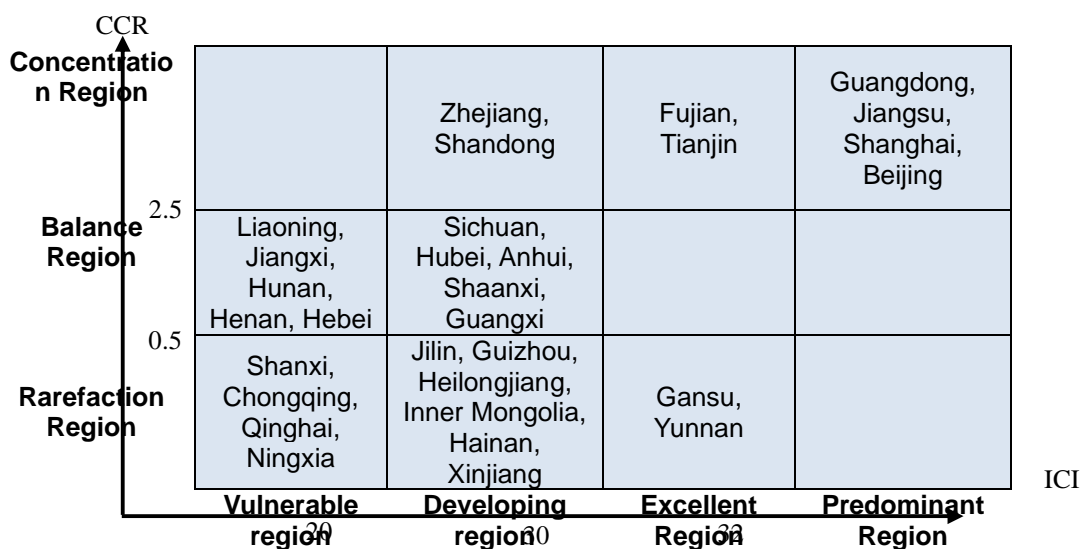 CCR
Concentratio
n Region
Zhejiang,
Shandong
Fujian,
Tianjin
Guangdong,
Jiangsu,
Shanghai,
Beijing
2.5
Balance
Region
Liaoning,
Jiangxi,
Hunan,
Henan, Hebei
Sichuan,
Hubei, Anhui,
Shaanxi,
Guangxi
0.5
Rarefaction
Region
Shanxi,
Chongqing,
Qinghai,
Ningxia
Jilin, Guizhou,
Heilongjiang,
Inner Mongolia,
Hainan,
Xinjiang
Gansu,
Yunnan
ICI
Vulnerable
region
20
Developing
region
30
Excellent
Region
32
Predominant
Region